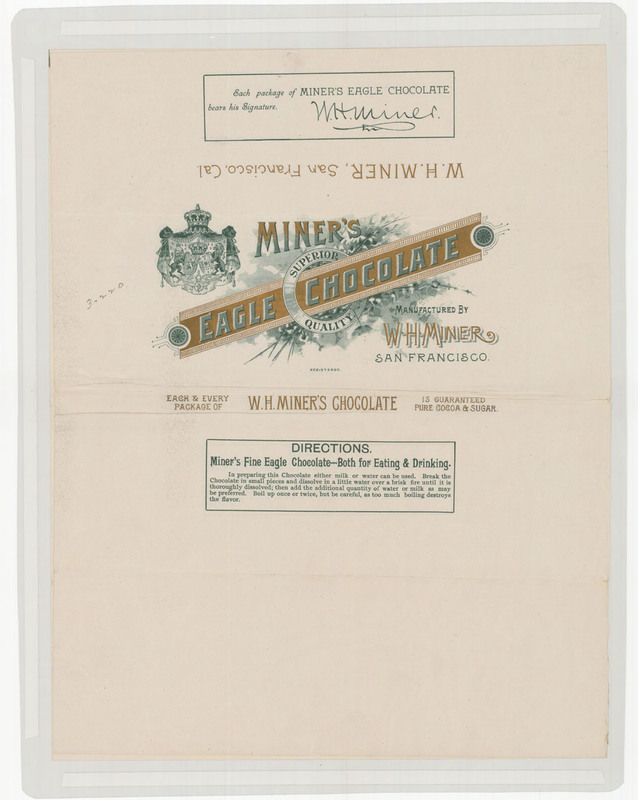 Each package of MINER'S EAGLE CHOCOLATE
bears his Signature.
W.H.Miner.
W.H.MINER, San Francisco, Cal
MINER'S
SUPERIOR
EAGLE CHOCOLATE
QUALITY
MANUFACTURED BY
W.H.MINER
SAN FRANCISCO.
REGISTERED.
3-220
EACH & EVERY
PACKAGE OF
W.H.MINER'S CHOCOLATE
IS GUARANTEED
PURE COCOA & SUGAR.
DIRECTIONS.
Miner's Fine Eagle Chocolate—Both for Eating & Drinking.
In preparing this Chocolate either milk or water can be used. Break the
Chocolate in small pieces and dissolve in a little water over a brisk fire until it is
thoroughly dissolved; then add the additional quantity of water or milk as may
be preferred. Boil up once or twice, but be careful, as too much boiling destroys
the flavor.